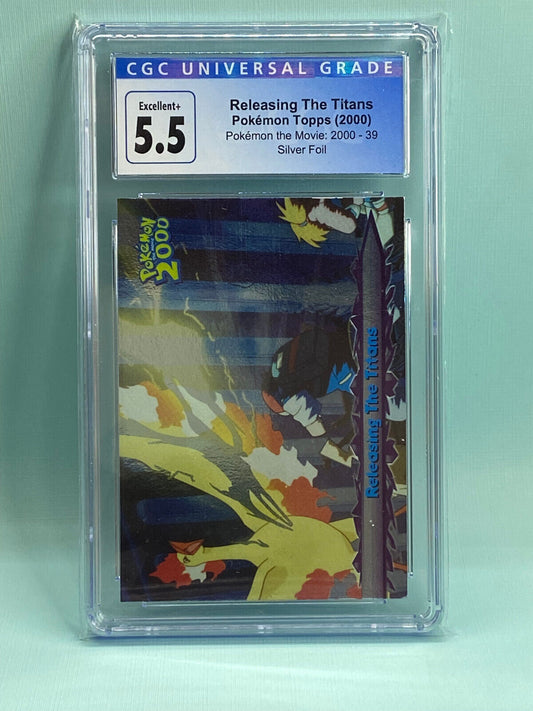 CGC UNIVERSAL GRADE
Excellent+
5.5
Releasing The Titans
Pokémon Topps (2000)
Pokémon the Movie: 2000 - 39
Silver Foil
POKéMON
2000
Releasing The Titans